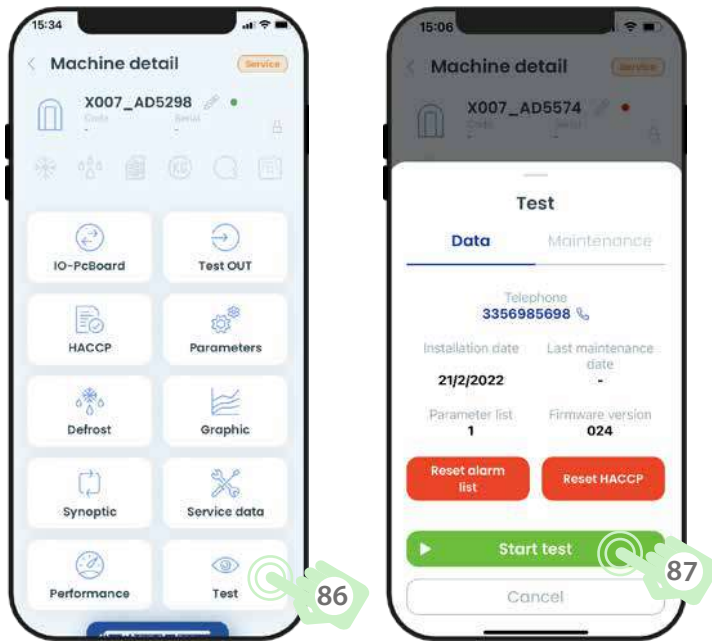 15:34
Machine detail
Service
X007_AD5298
Code
Serial
-
-
KG
IO-PcBoard
Test OUT
HACCP
Parameters
Defrost
Graphic
Synoptic
Service data
Performance
Test
86
15:06
Machine detail
Service
X007_AD5574
-
-
Test
Data
Maintenance
Telephone
3356985698
Installation date
Last maintenance
date
21/2/2022
-
Parameter list
Firmware version
1
024
Reset alarm
list
Reset HACCP
Start test
Cancel
87